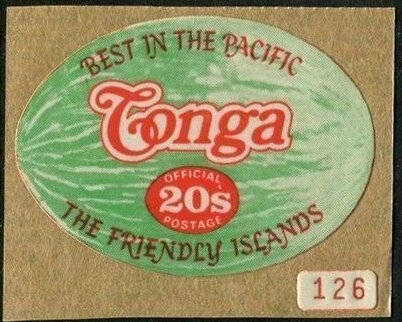 BEST IN THE PACIFIC
Tonga
OFFICIAL
20s
POSTAGE
THE FRIENDLY ISLANDS
126